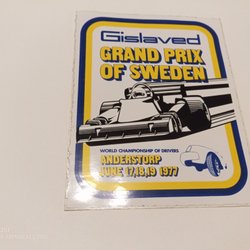 Gislaved
GRAND PRIX
OF SWEDEN
WORLD CHAMPIONSHIP OF DRIVERS
ANDERSTORP
JUNE 17,18,19 1977